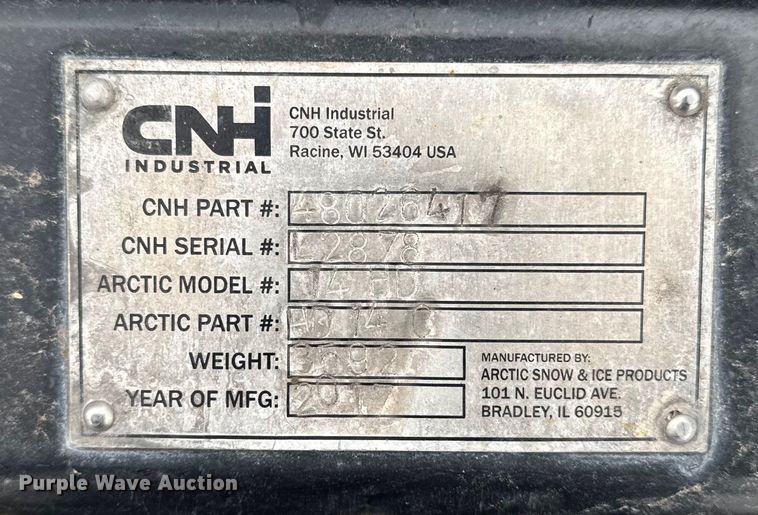 CNH
INDUSTRIAL
CNH Industrial
700 State St.
Racine, WI 53404 USA
CNH PART #: 48026417
CNH SERIAL #: L2878
ARCTIC MODEL #:
ARCTIC PART #:
WEIGHT:
YEAR OF MFG:
MANUFACTURED BY:
ARCTIC SNOW & ICE PRODUCTS
101 N. EUCLID AVE.
BRADLEY, IL 60915
Purple Wave Auction